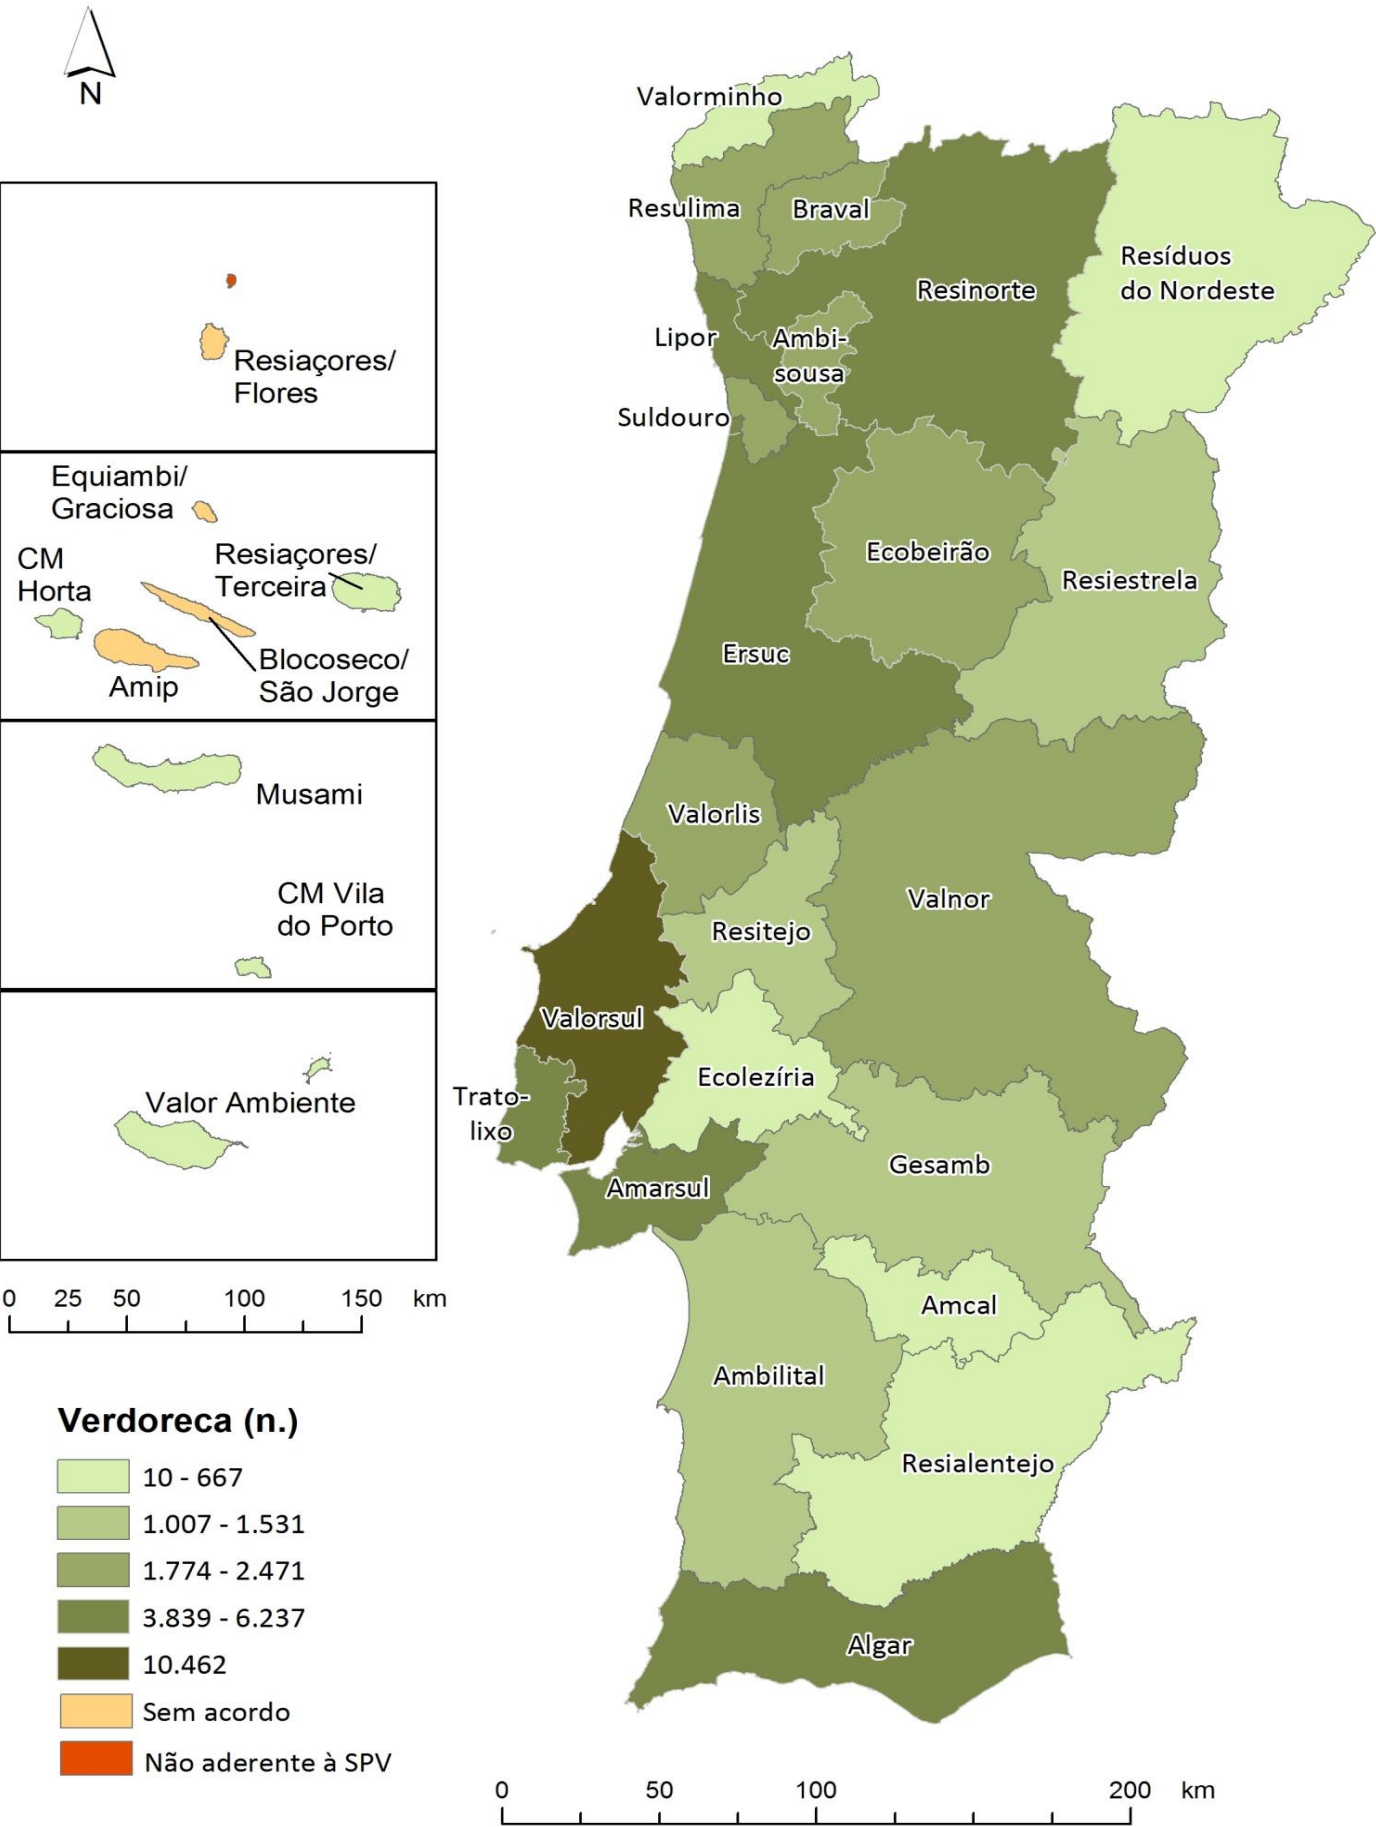 N
Resiaçores/
Flores
Equiambi/
Graciosa
CM
Horta
Resiaçores/
Terceira
Amip
Blocoseco/
São Jorge
Musami
CM Vila
do Porto
Valor Ambiente
0 25 50 100 150 km
Verdoreca (n.)
10 - 667
1.007 - 1.531
1.774 - 2.471
3.839 - 6.237
10.462
Sem acordo
Não aderente à SPV
Valorminho
Resulima
Braval
Resinorte
Resíduos
do Nordeste
Lipor
Ambi-
sousa
Suldouro
Ecobeirão
Resiestrela
Ersuc
Valorlis
Valnor
Resitejo
Valorsul
Ecolezíria
Trato-
lixo
Amarsul
Gesamb
Amcal
Ambilital
Resialentejo
Algar
0 50 100 200 km